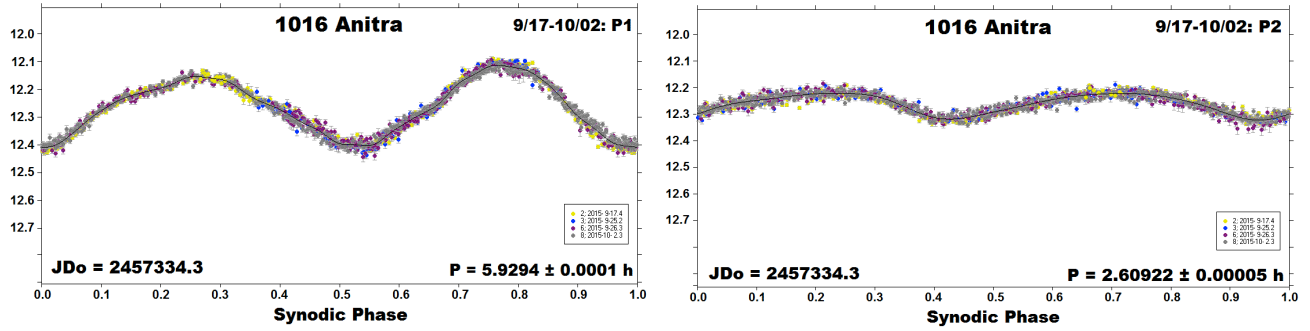 1016 Anitra
9/17-10/02: P1
12.0
12.1
12.2
12.3
12.4
12.5
12.6
12.7
2; 2015- 9-17.4
3; 2015- 9-25.2
6; 2015- 9-26.3
8; 2015-10- 2.3
JDo = 2457334.3
P = 5.9294 ± 0.0001 h
0.0 0.1 0.2 0.3 0.4 0.5 0.6 0.7 0.8 0.9 1.0
Synodic Phase
1016 Anitra
9/17-10/02: P2
12.0
12.1
12.2
12.3
12.4
12.5
12.6
12.7
2; 2015- 9-17.4
3; 2015- 9-25.2
6; 2015- 9-26.3
8; 2015-10- 2.3
JDo = 2457334.3
P = 2.60922 ± 0.00005 h
0.0 0.1 0.2 0.3 0.4 0.5 0.6 0.7 0.8 0.9 1.0
Synodic Phase